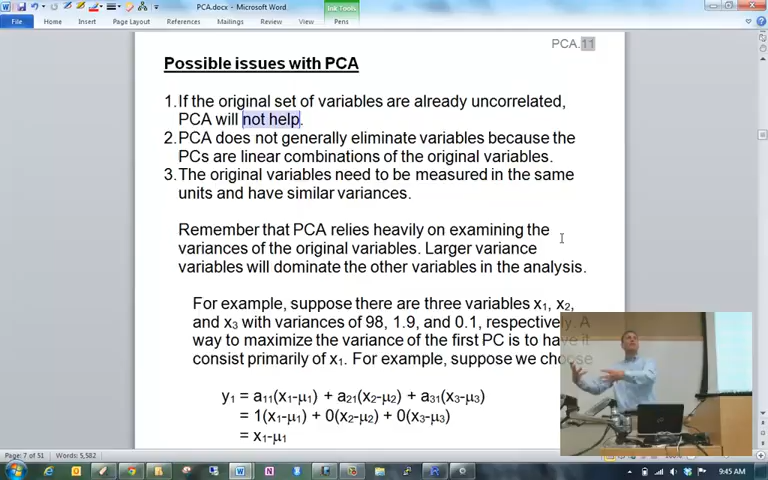 PCA.docx - Microsoft Word
Ink Tools
File
Home
Insert
Page Layout
References
Mailings
Review
View
Pens
PCA.11
Possible issues with PCA
1. If the original set of variables are already uncorrelated,
PCA will not help.
2. PCA does not generally eliminate variables because the
PCs are linear combinations of the original variables.
3. The original variables need to be measured in the same
units and have similar variances.
Remember that PCA relies heavily on examining the
variances of the original variables. Larger variance
variables will dominate the other variables in the analysis.
For example, suppose there are three variables x₁, x₂,
and x₃ with variances of 98, 1.9, and 0.1, respectively. A
way to maximize the variance of the first PC is to have it
consist primarily of x₁. For example, suppose we choose
y₁ = a₁₁(x₁-μ₁) + a₂₁(x₂-μ₂) + a₃₁(x₃-μ₃)
= 1(x₁-μ₁) + 0(x₂-μ₂) + 0(x₃-μ₃)
= x₁-μ₁
Page: 7 of 51
Words: 5,582
9:45 AM